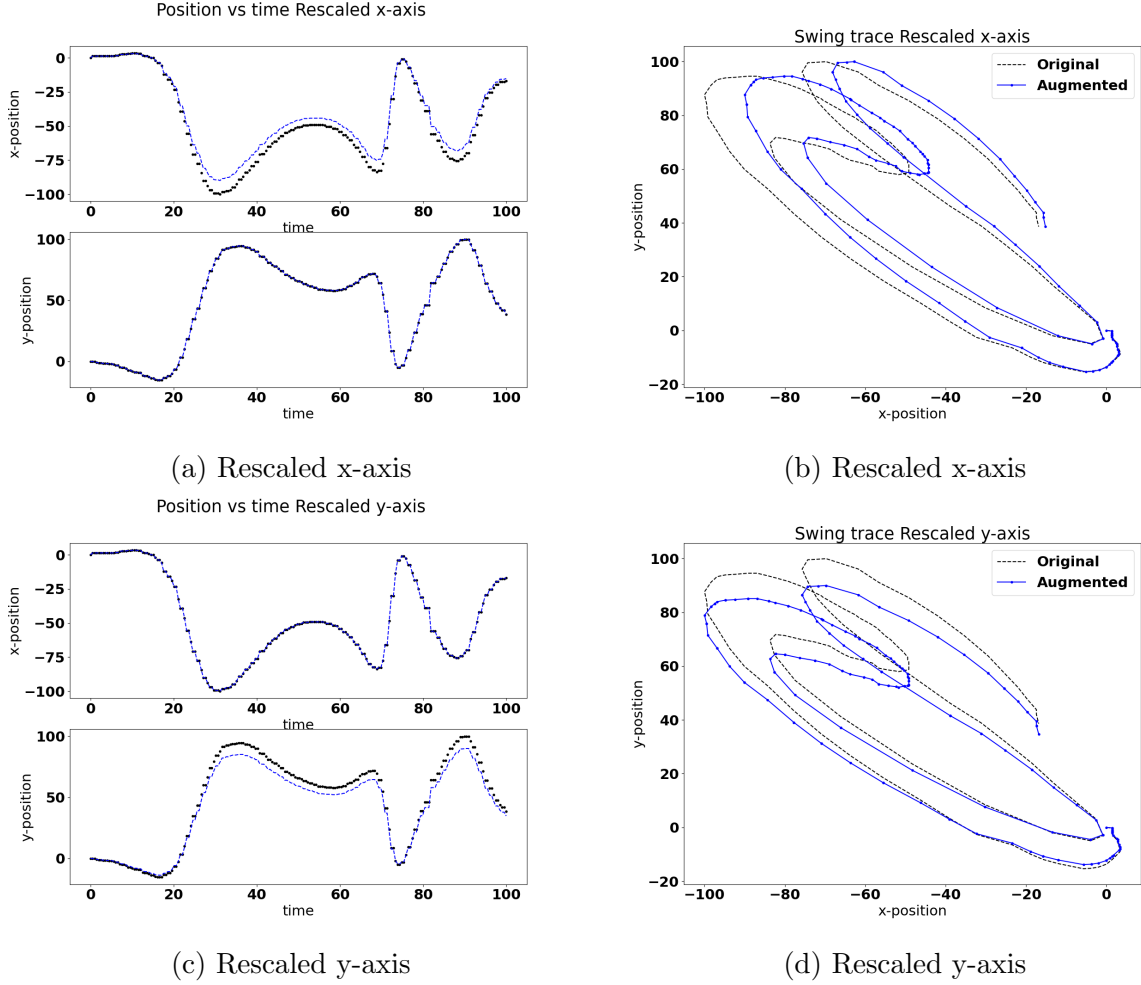 Position vs time Rescaled x-axis
0
−25
−50
−75
−100
x-position
0 20 40 60 80 100
time
100
50
0
y-position
0 20 40 60 80 100
time
(a) Rescaled x-axis
Swing trace Rescaled x-axis
Original
Augmented
100
80
60
40
20
0
−20
y-position
−100 −80 −60 −40 −20 0
x-position
(b) Rescaled x-axis
Position vs time Rescaled y-axis
0
−25
−50
−75
−100
x-position
0 20 40 60 80 100
time
100
50
0
y-position
0 20 40 60 80 100
time
(c) Rescaled y-axis
Swing trace Rescaled y-axis
Original
Augmented
100
80
60
40
20
0
−20
y-position
−100 −80 −60 −40 −20 0
x-position
(d) Rescaled y-axis